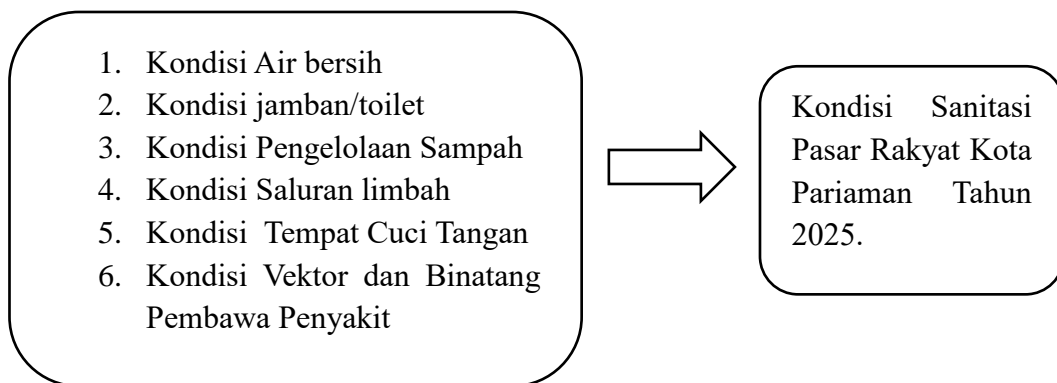 1. Kondisi Air bersih
2. Kondisi jamban/toilet
3. Kondisi Pengelolaan Sampah
4. Kondisi Saluran limbah
5. Kondisi Tempat Cuci Tangan
6. Kondisi Vektor dan Binatang
Pembawa Penyakit
Kondisi Sanitasi
Pasar Rakyat Kota
Pariaman Tahun
2025.